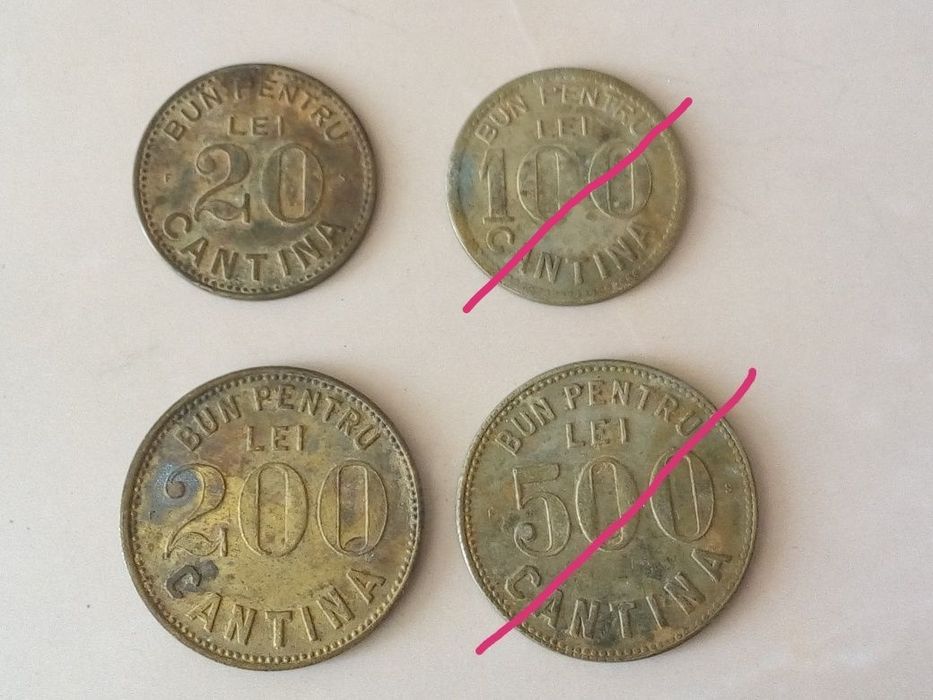 BUN PENTRU
LEI
20
CANTINA
BUN PENTRU
LEI
100
CANTINA
BUN PENTRU
LEI
200
CANTINA
BUN PENTRU
LEI
500
CANTINA